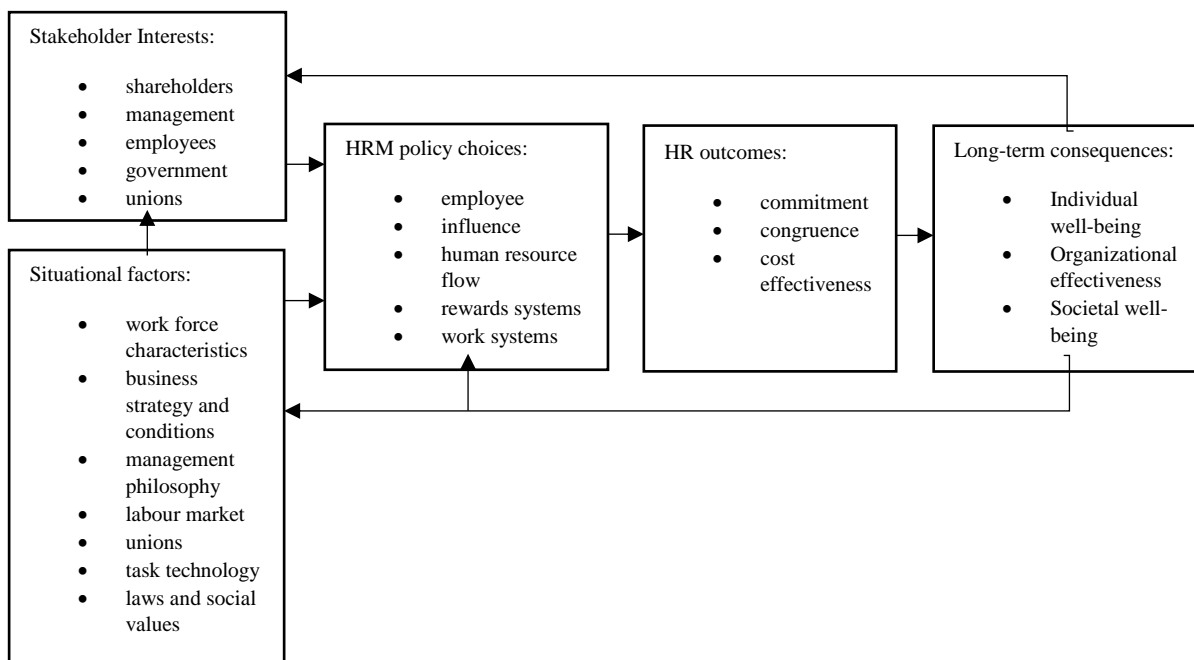 Stakeholder Interests:
• shareholders
• management
• employees
• government
• unions
Situational factors:
• work force
characteristics
• business
strategy and
conditions
• management
philosophy
• labour market
• unions
• task technology
• laws and social
values
HRM policy choices:
• employee
• influence
• human resource
flow
• rewards systems
• work systems
HR outcomes:
• commitment
• congruence
• cost
effectiveness
Long-term consequences:
• Individual
well-being
• Organizational
effectiveness
• Societal well-
being